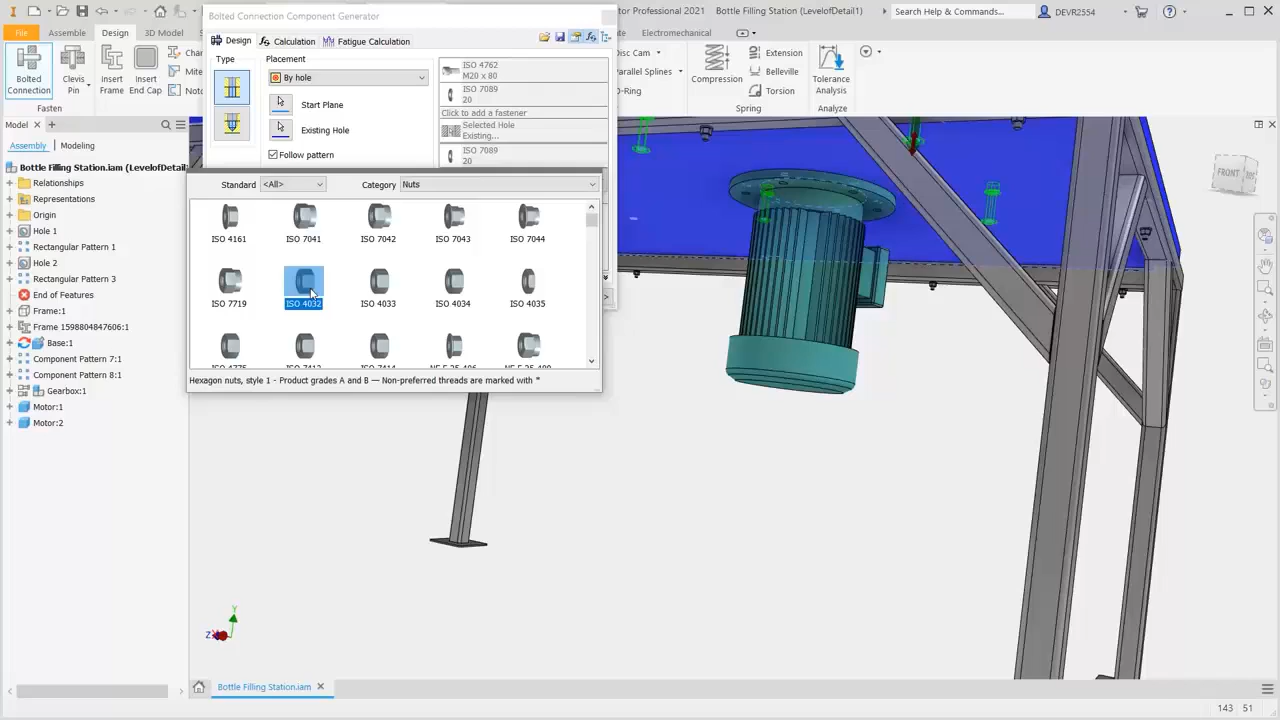 Bolted Connection Component Generator
Professional 2021
Bottle Filling Station (LevelofDetail1)
Search Help & Commands...
DEVR2554
File
Assembly
Design
3D Model
Electromechanical
Bolted
Connection
Clevis
Pin
Insert
Frame
Insert
End Cap
Fasten
Design
Calculation
Fatigue Calculation
Type
Placement
By hole
Start Plane
Existing Hole
Follow pattern
ISO 4762
M20 x 80
ISO 7089
20
Click to add a fastener
Selected Hole
Existing...
ISO 7089
20
Disc Cam
Parallel Splines
O-Ring
Compression
Extension
Belleville
Torsion
Spring
Tolerance
Analysis
Analyze
Model
Assembly
Modeling
Bottle Filling Station.iam (LevelofDetail
Relationships
Representations
Origin
Hole 1
Rectangular Pattern 1
Hole 2
Rectangular Pattern 3
End of Features
Frame:1
Frame 1598804847606:1
Base:1
Component Pattern 7:1
Component Pattern 8:1
Gearbox:1
Motor:1
Motor:2
Standard
<All>
Category
Nuts
ISO 4161
ISO 7041
ISO 7042
ISO 7043
ISO 7044
ISO 7719
ISO 4032
ISO 4033
ISO 4034
ISO 4035
Hexagon nuts, style 1 - Product grades A and B — Non-preferred threads are marked with *
FRONT
Y
Z
Bottle Filling Station.iam
143
51